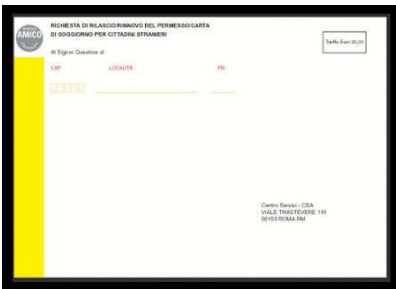 AMICO
RICHIESTA DI RILASCIO/RINNOVO DEL PERMESSO/CARTA
DI SOGGIORNO PER CITTADINI STRANIERI
Tariffa Euro 30,00
Al Signor Questore di
CAP LOCALITÀ PR
Centro Servizi - CSA
VIALE TRASTEVERE 191
00153 ROMA RM